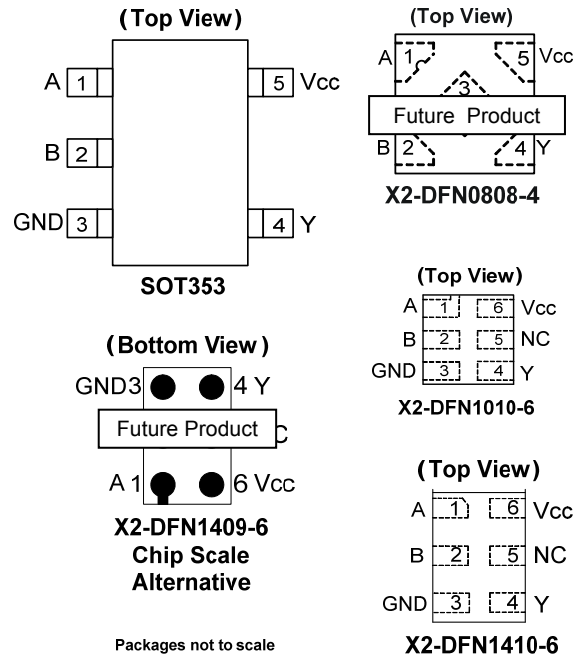 (Top View)
A 1 5 Vcc
B 2
GND 3 4 Y
SOT353
(Top View)
A 1 5 Vcc
3
Future Product
B 2 4 Y
X2-DFN0808-4
(Top View)
A 1 6 Vcc
B 2 5 NC
GND 3 4 Y
X2-DFN1010-6
(Bottom View)
GND3 4 Y
Future Product
A 1 6 Vcc
X2-DFN1409-6
Chip Scale
Alternative
(Top View)
A 1 6 Vcc
B 2 5 NC
GND 3 4 Y
X2-DFN1410-6
Packages not to scale